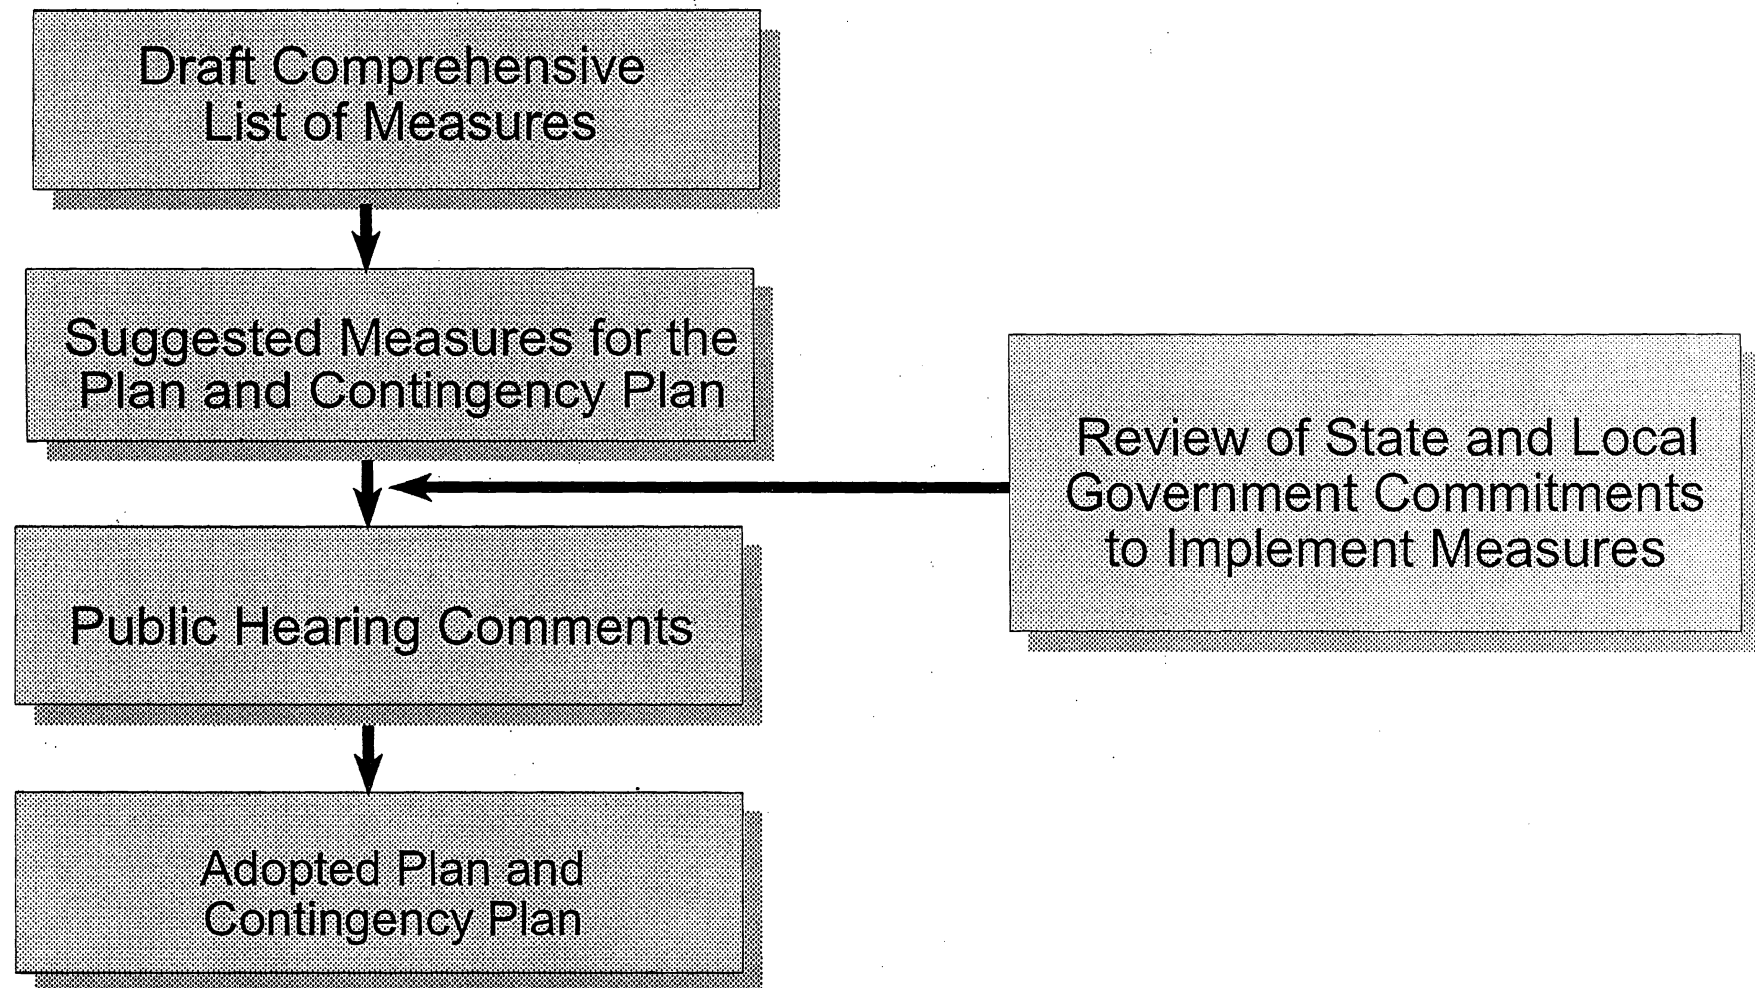 Draft Comprehensive
List of Measures
Suggested Measures for the
Plan and Contingency Plan
Review of State and Local
Government Commitments
to Implement Measures
Public Hearing Comments
Adopted Plan and
Contingency Plan